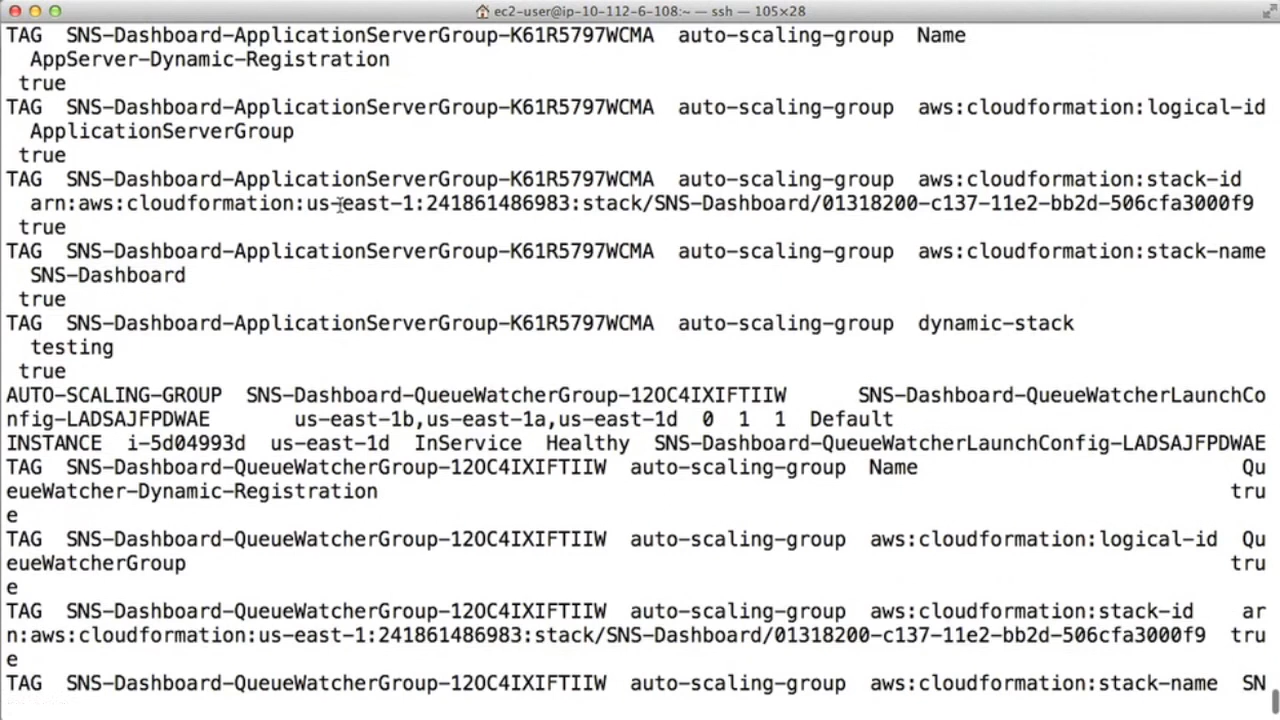 ec2-user@ip-10-112-6-108:~ — ssh — 105×28
TAG  SNS-Dashboard-ApplicationServerGroup-K61R5797WCMA  auto-scaling-group  Name
  AppServer-Dynamic-Registration
 true
TAG  SNS-Dashboard-ApplicationServerGroup-K61R5797WCMA  auto-scaling-group  aws:cloudformation:logical-id
  ApplicationServerGroup
 true
TAG  SNS-Dashboard-ApplicationServerGroup-K61R5797WCMA  auto-scaling-group  aws:cloudformation:stack-id
  arn:aws:cloudformation:us-east-1:241861486983:stack/SNS-Dashboard/01318200-c137-11e2-bb2d-506cfa3000f9
 true
TAG  SNS-Dashboard-ApplicationServerGroup-K61R5797WCMA  auto-scaling-group  aws:cloudformation:stack-name
  SNS-Dashboard
 true
TAG  SNS-Dashboard-ApplicationServerGroup-K61R5797WCMA  auto-scaling-group  dynamic-stack
  testing
 true
AUTO-SCALING-GROUP  SNS-Dashboard-QueueWatcherGroup-12OC4IXIFTIIW      SNS-Dashboard-QueueWatcherLaunchCo
nfig-LADSAJFPDWAE       us-east-1b,us-east-1a,us-east-1d  0  1  1  Default
INSTANCE  i-5d04993d  us-east-1d  InService  Healthy  SNS-Dashboard-QueueWatcherLaunchConfig-LADSAJFPDWAE
TAG  SNS-Dashboard-QueueWatcherGroup-12OC4IXIFTIIW  auto-scaling-group  Name                           Qu
eueWatcher-Dynamic-Registration                                                                       tru
e
TAG  SNS-Dashboard-QueueWatcherGroup-12OC4IXIFTIIW  auto-scaling-group  aws:cloudformation:logical-id  Qu
eueWatcherGroup                                                                                       tru
e
TAG  SNS-Dashboard-QueueWatcherGroup-12OC4IXIFTIIW  auto-scaling-group  aws:cloudformation:stack-id    ar
n:aws:cloudformation:us-east-1:241861486983:stack/SNS-Dashboard/01318200-c137-11e2-bb2d-506cfa3000f9  tru
e
TAG  SNS-Dashboard-QueueWatcherGroup-12OC4IXIFTIIW  auto-scaling-group  aws:cloudformation:stack-name  SN